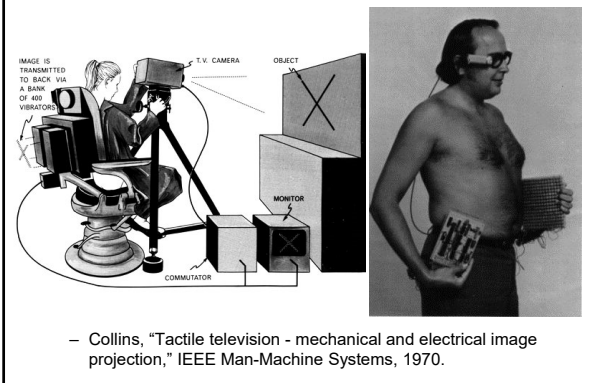 IMAGE IS
TRANSMITTED
TO BACK VIA
A BANK
OF 400
VIBRATORS
T.V. CAMERA
OBJECT
MONITOR
COMMUTATOR
– Collins, “Tactile television - mechanical and electrical image
projection,” IEEE Man-Machine Systems, 1970.